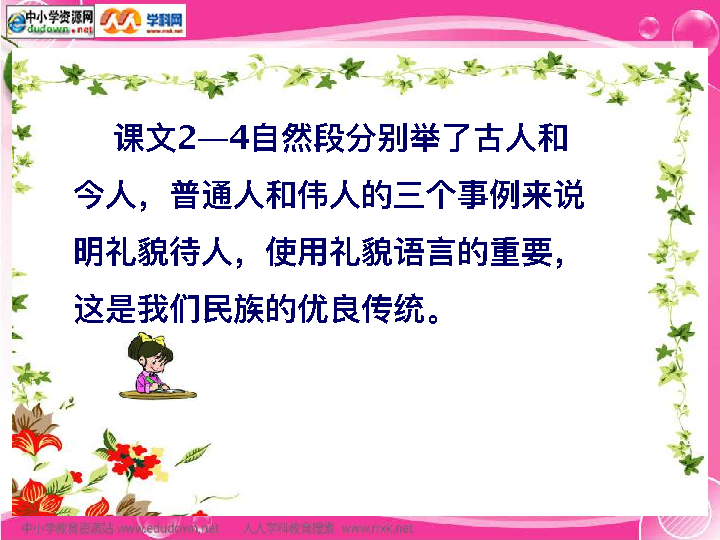 中小学资源网
edudown.net
学科网
www.nxk.net
课文2—4自然段分别举了古人和
今人，普通人和伟人的三个事例来说
明礼貌待人，使用礼貌语言的重要，
这是我们民族的优良传统。
中小学教育资源站 www.edudown.net 人人学科教育搜索 www.nxk.net